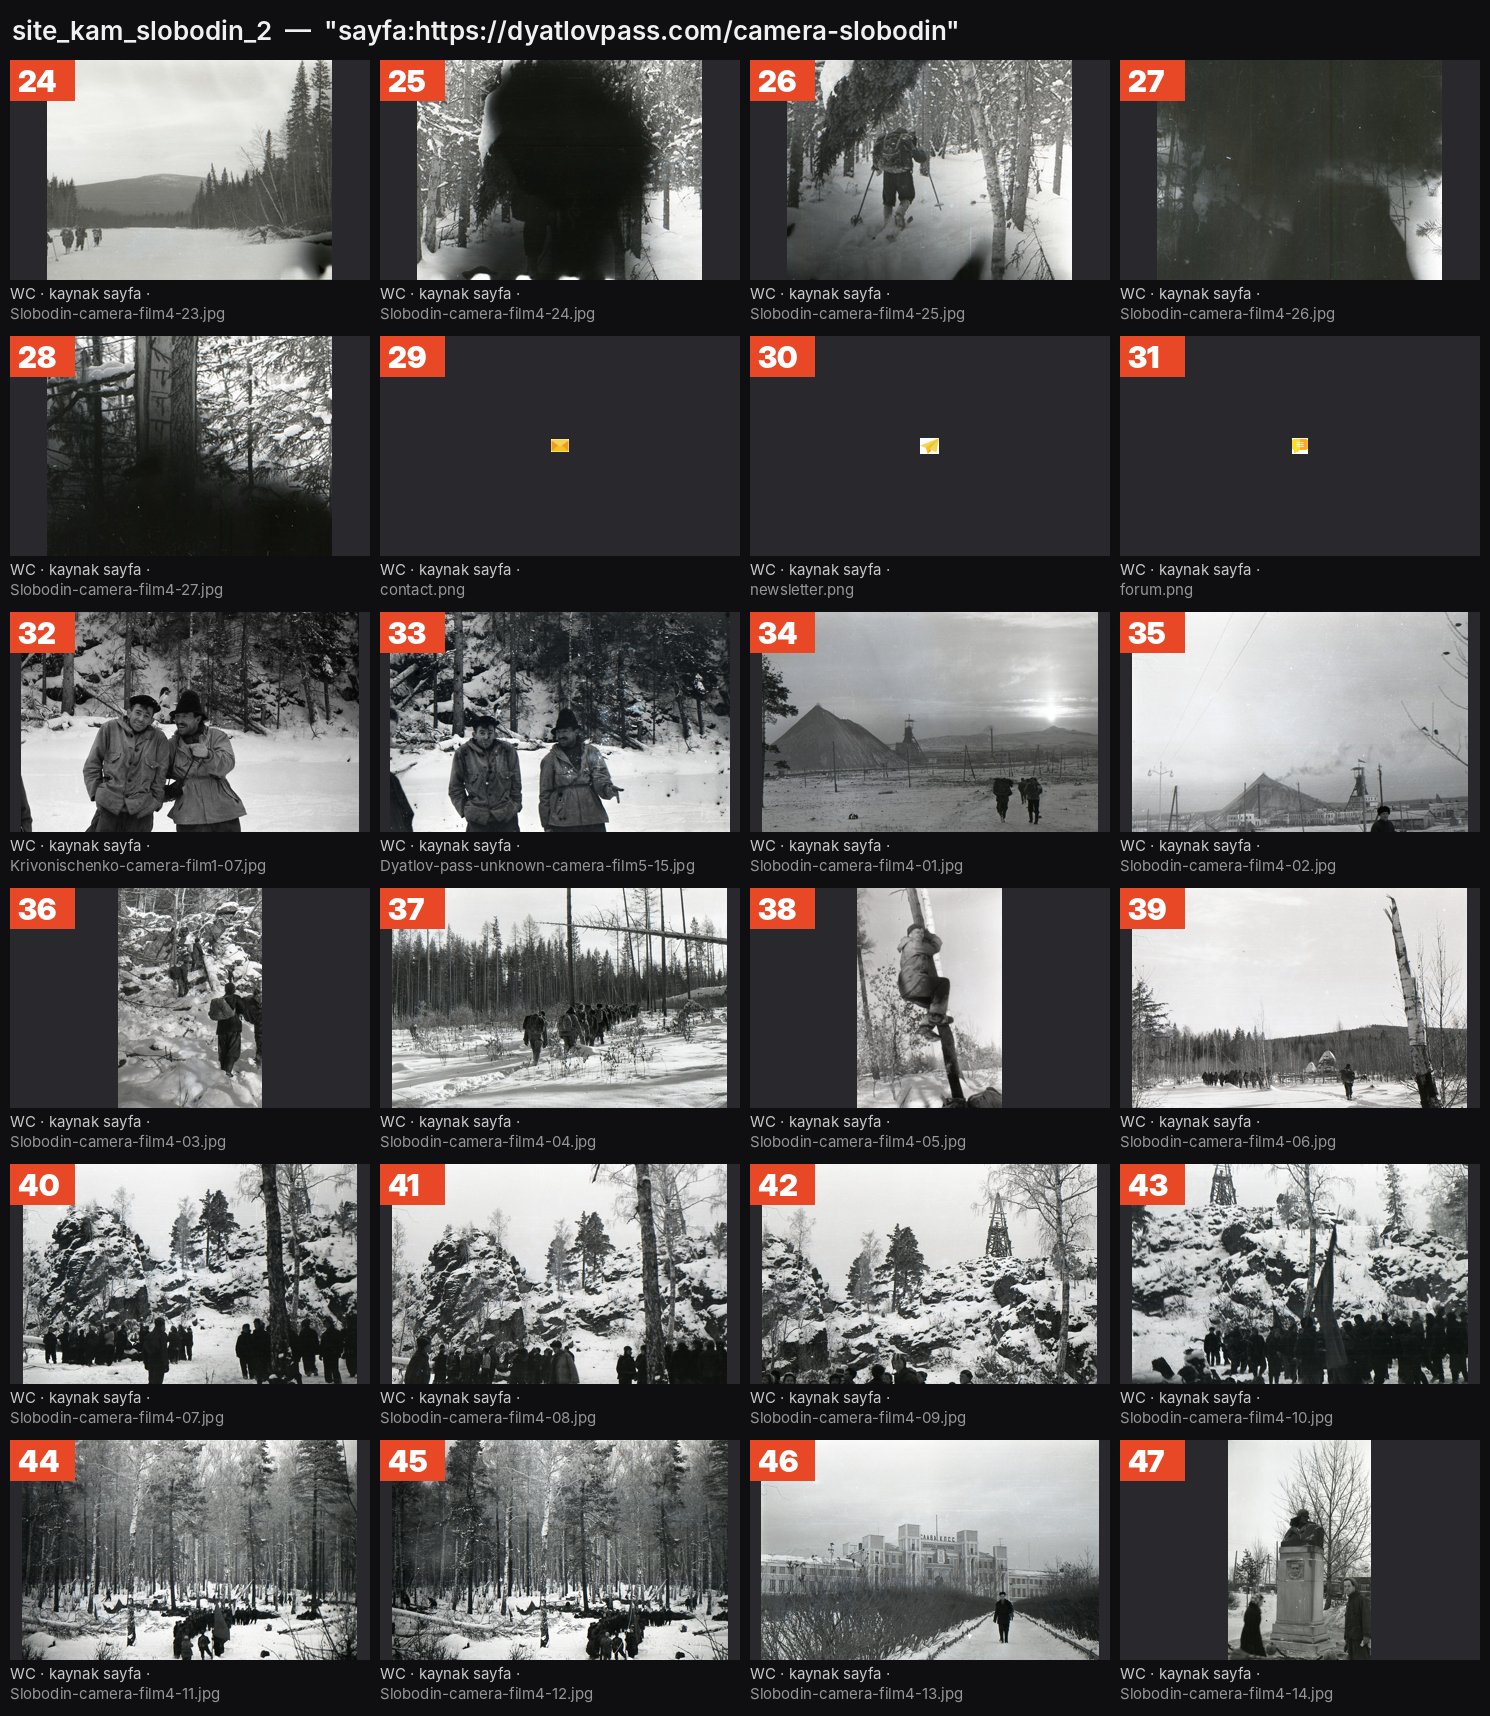 site_kam_slobodin_2 — "sayfa:https://dyatlovpass.com/camera-slobodin"
24
25
26
27
WC · kaynak sayfa ·
WC · kaynak sayfa ·
WC · kaynak sayfa ·
WC · kaynak sayfa ·
Slobodin-camera-film4-23.jpg
Slobodin-camera-film4-24.jpg
Slobodin-camera-film4-25.jpg
Slobodin-camera-film4-26.jpg
28
29
30
31
WC · kaynak sayfa ·
WC · kaynak sayfa ·
WC · kaynak sayfa ·
WC · kaynak sayfa ·
Slobodin-camera-film4-27.jpg
contact.png
newsletter.png
forum.png
32
33
34
35
WC · kaynak sayfa ·
WC · kaynak sayfa ·
WC · kaynak sayfa ·
WC · kaynak sayfa ·
Krivonischenko-camera-film1-07.jpg
Dyatlov-pass-unknown-camera-film5-15.jpg
Slobodin-camera-film4-01.jpg
Slobodin-camera-film4-02.jpg
36
37
38
39
WC · kaynak sayfa ·
WC · kaynak sayfa ·
WC · kaynak sayfa ·
WC · kaynak sayfa ·
Slobodin-camera-film4-03.jpg
Slobodin-camera-film4-04.jpg
Slobodin-camera-film4-05.jpg
Slobodin-camera-film4-06.jpg
40
41
42
43
WC · kaynak sayfa ·
WC · kaynak sayfa ·
WC · kaynak sayfa ·
WC · kaynak sayfa ·
Slobodin-camera-film4-07.jpg
Slobodin-camera-film4-08.jpg
Slobodin-camera-film4-09.jpg
Slobodin-camera-film4-10.jpg
44
45
46
СЛАВА КПСС
47
WC · kaynak sayfa ·
WC · kaynak sayfa ·
WC · kaynak sayfa ·
WC · kaynak sayfa ·
Slobodin-camera-film4-11.jpg
Slobodin-camera-film4-12.jpg
Slobodin-camera-film4-13.jpg
Slobodin-camera-film4-14.jpg